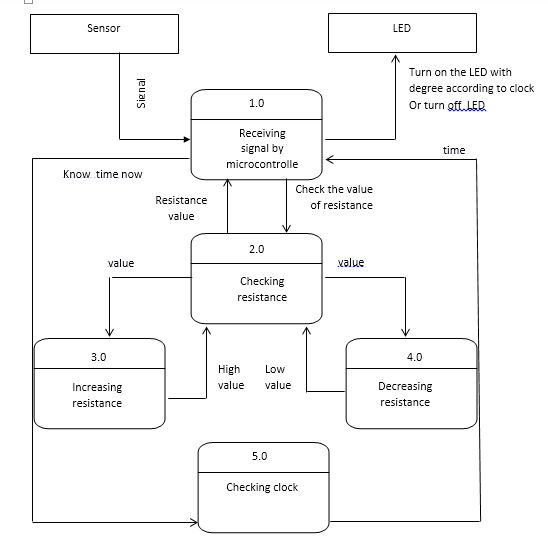 Sensor
LED
Signal
Turn on the LED with
degree according to clock
Or turn off LED
1.0
Receiving
signal by
microcontrolle
time
Know time now
Resistance
value
Check the value
of resistance
2.0
Checking
resistance
value
value
3.0
Increasing
resistance
High
value
Low
value
4.0
Decreasing
resistance
5.0
Checking clock